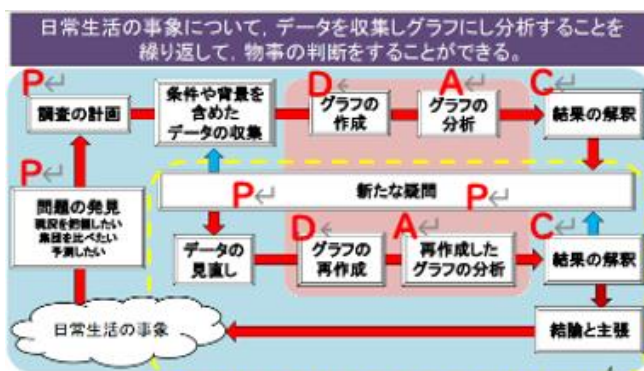 日常生活の事象について，データを収集しグラフにし分析することを
繰り返して，物事の判断をすることができる。
P↵
調査の計画
条件や背景を
含めた
データの収集
D↵
グラフの
作成
A↵
グラフの
分析
C↵
結果の解釈
P↵
問題の発見
現況を把握したい
集団を比べたい
予測したい
P↵
新たな疑問
P↵
データの
見直し
D↵
グラフの
再作成
A↵
再作成した
グラフの分析
C↵
結果の解釈
日常生活の事象
結論と主張